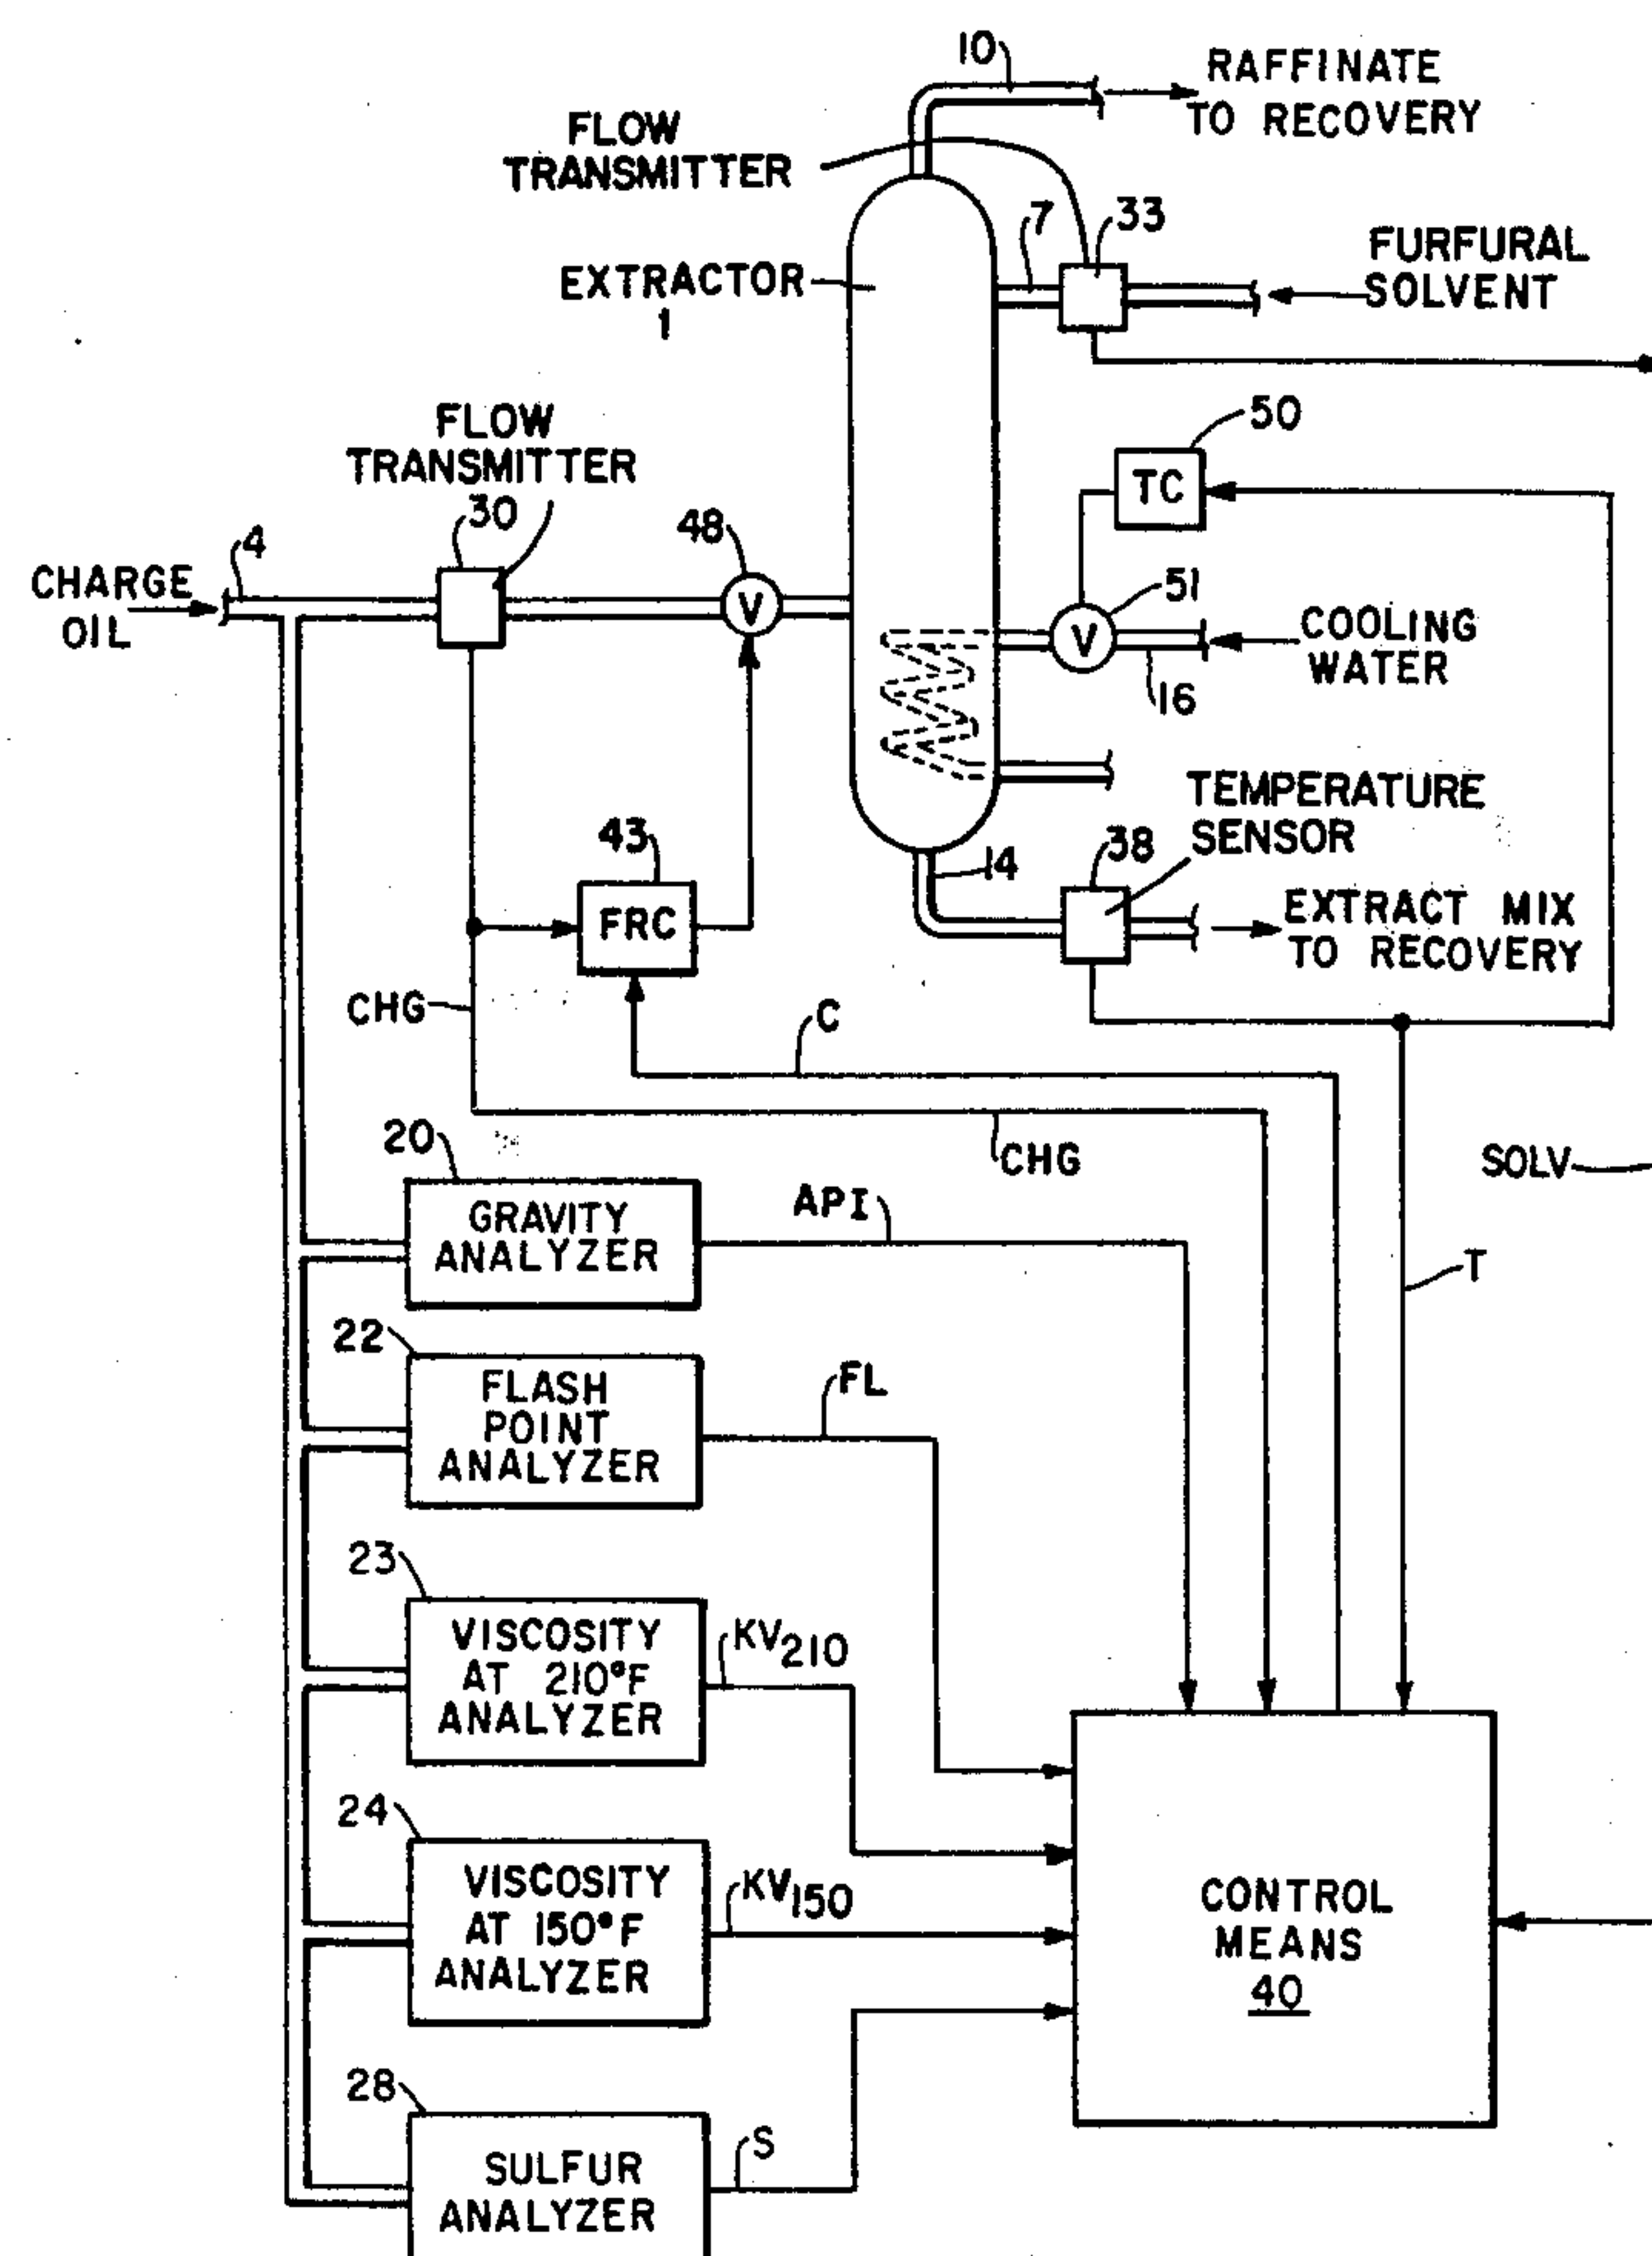 10
RAFFINATE
TO RECOVERY
FLOW
TRANSMITTER
7
33
EXTRACTOR
1
FURFURAL
SOLVENT
FLOW
TRANSMITTER
30
50
TC
48
4
CHARGE
OIL
V
51
V
COOLING
WATER
16
TEMPERATURE
SENSOR
43
38
14
FRC
EXTRACT MIX
TO RECOVERY
CHG
C
CHG
20
SOLV
GRAVITY
ANALYZER
API
T
22
FLASH
POINT
ANALYZER
FL
23
VISCOSITY
AT 210°F
ANALYZER
KV210
24
VISCOSITY
AT 150°F
ANALYZER
KV150
CONTROL
MEANS
40
28
SULFUR
ANALYZER
S